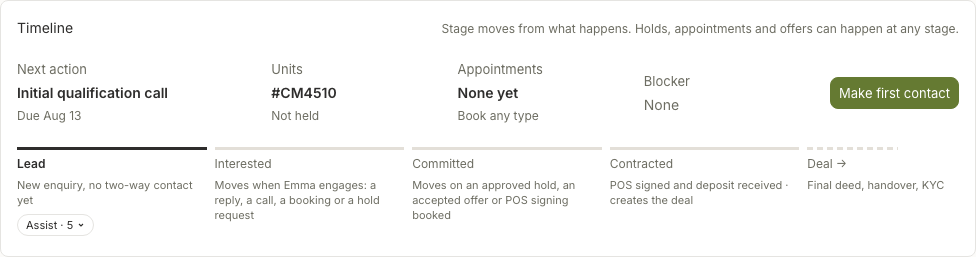 Timeline
Stage moves from what happens. Holds, appointments and offers can happen at any stage.
Next action
Initial qualification call
Due Aug 13
Units
#CM4510
Not held
Appointments
None yet
Book any type
Blocker
None
Make first contact
Lead
New enquiry, no two-way contact
yet
Assist · 5
Interested
Moves when Emma engages: a
reply, a call, a booking or a hold
request
Committed
Moves on an approved hold, an
accepted offer or POS signing
booked
Contracted
POS signed and deposit received ·
creates the deal
Deal →
Final deed, handover, KYC